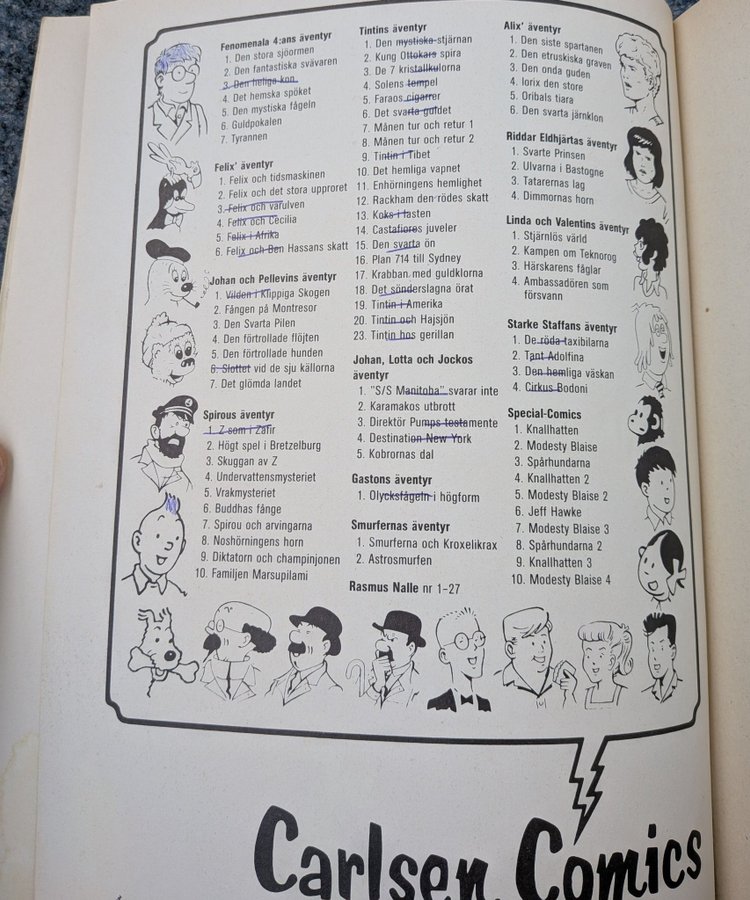 Fenomenala 4:ans äventyr
1. Den stora sjöormen
2. Den fantastiska svävaren
3. Den heliga kon
4. Det hemska spöket
5. Den mystiska fågeln
6. Guldpokalen
7. Tyrannen
Felix' äventyr
1. Felix och tidsmaskinen
2. Felix och det stora upproret
3. Felix och varulven
4. Felix och Cecilia
5. Felix i Afrika
6. Felix och Ben Hassans skatt
Johan och Pellevins äventyr
1. Vilden i Klippiga Skogen
2. Fången på Montresor
3. Den Svarta Pilen
4. Den förtrollade flöjten
5. Den förtrollade hunden
6. Slottet vid de sju källorna
7. Det glömda landet
Spirous äventyr
1. Z som i Zafir
2. Högt spel i Bretzelburg
3. Skuggan av Z
4. Undervattensmysteriet
5. Vrakmysteriet
6. Buddhas fånge
7. Spirou och arvingarna
8. Noshörningens horn
9. Diktatorn och champinjonen
10. Familjen Marsupilami
Tintins äventyr
1. Den mystiska stjärnan
2. Kung Ottokars spira
3. De 7 kristallkulorna
4. Solens tempel
5. Faraos cigarrer
6. Det svarta guldet
7. Månen tur och retur 1
8. Månen tur och retur 2
9. Tintin i Tibet
10. Det hemliga vapnet
11. Enhörningens hemlighet
12. Rackham den rödes skatt
13. Koks i lasten
14. Castafiores juveler
15. Den svarta ön
16. Plan 714 till Sydney
17. Krabban med guldklorna
18. Det sönderslagna örat
19. Tintin i Amerika
20. Tintin och Hajsjön
23. Tintin hos gerillan
Johan, Lotta och Jockos
äventyr
1. "S/S Manitoba" svarar inte
2. Karamakos utbrott
3. Direktör Pumps testamente
4. Destination New York
5. Kobrornas dal
Gastons äventyr
1. Olycksfågeln i högform
Smurfernas äventyr
1. Smurferna och Kroxelikrax
2. Astrosmurfen
Rasmus Nalle nr 1-27
Alix' äventyr
1. Den siste spartanen
2. Den etruskiska graven
3. Den onda guden
4. Iorix den store
5. Oribals tiara
6. Den svarta järnklon
Riddar Eldhjärtas äventyr
1. Svarte Prinsen
2. Ulvarna i Bastogne
3. Tatarernas lag
4. Dimmornas horn
Linda och Valentins äventyr
1. Stjärnlös värld
2. Kampen om Teknorog
3. Härskarens fåglar
4. Ambassadören som
försvann
Starke Staffans äventyr
1. De röda taxibilarna
2. Tant Adolfina
3. Den hemliga väskan
4. Cirkus Bodoni
Special-Comics
1. Knallhatten
2. Modesty Blaise
3. Spårhundarna
4. Knallhatten 2
5. Modesty Blaise 2
6. Jeff Hawke
7. Modesty Blaise 3
8. Spårhundarna 2
9. Knallhatten 3
10. Modesty Blaise 4
Carlsen Comics